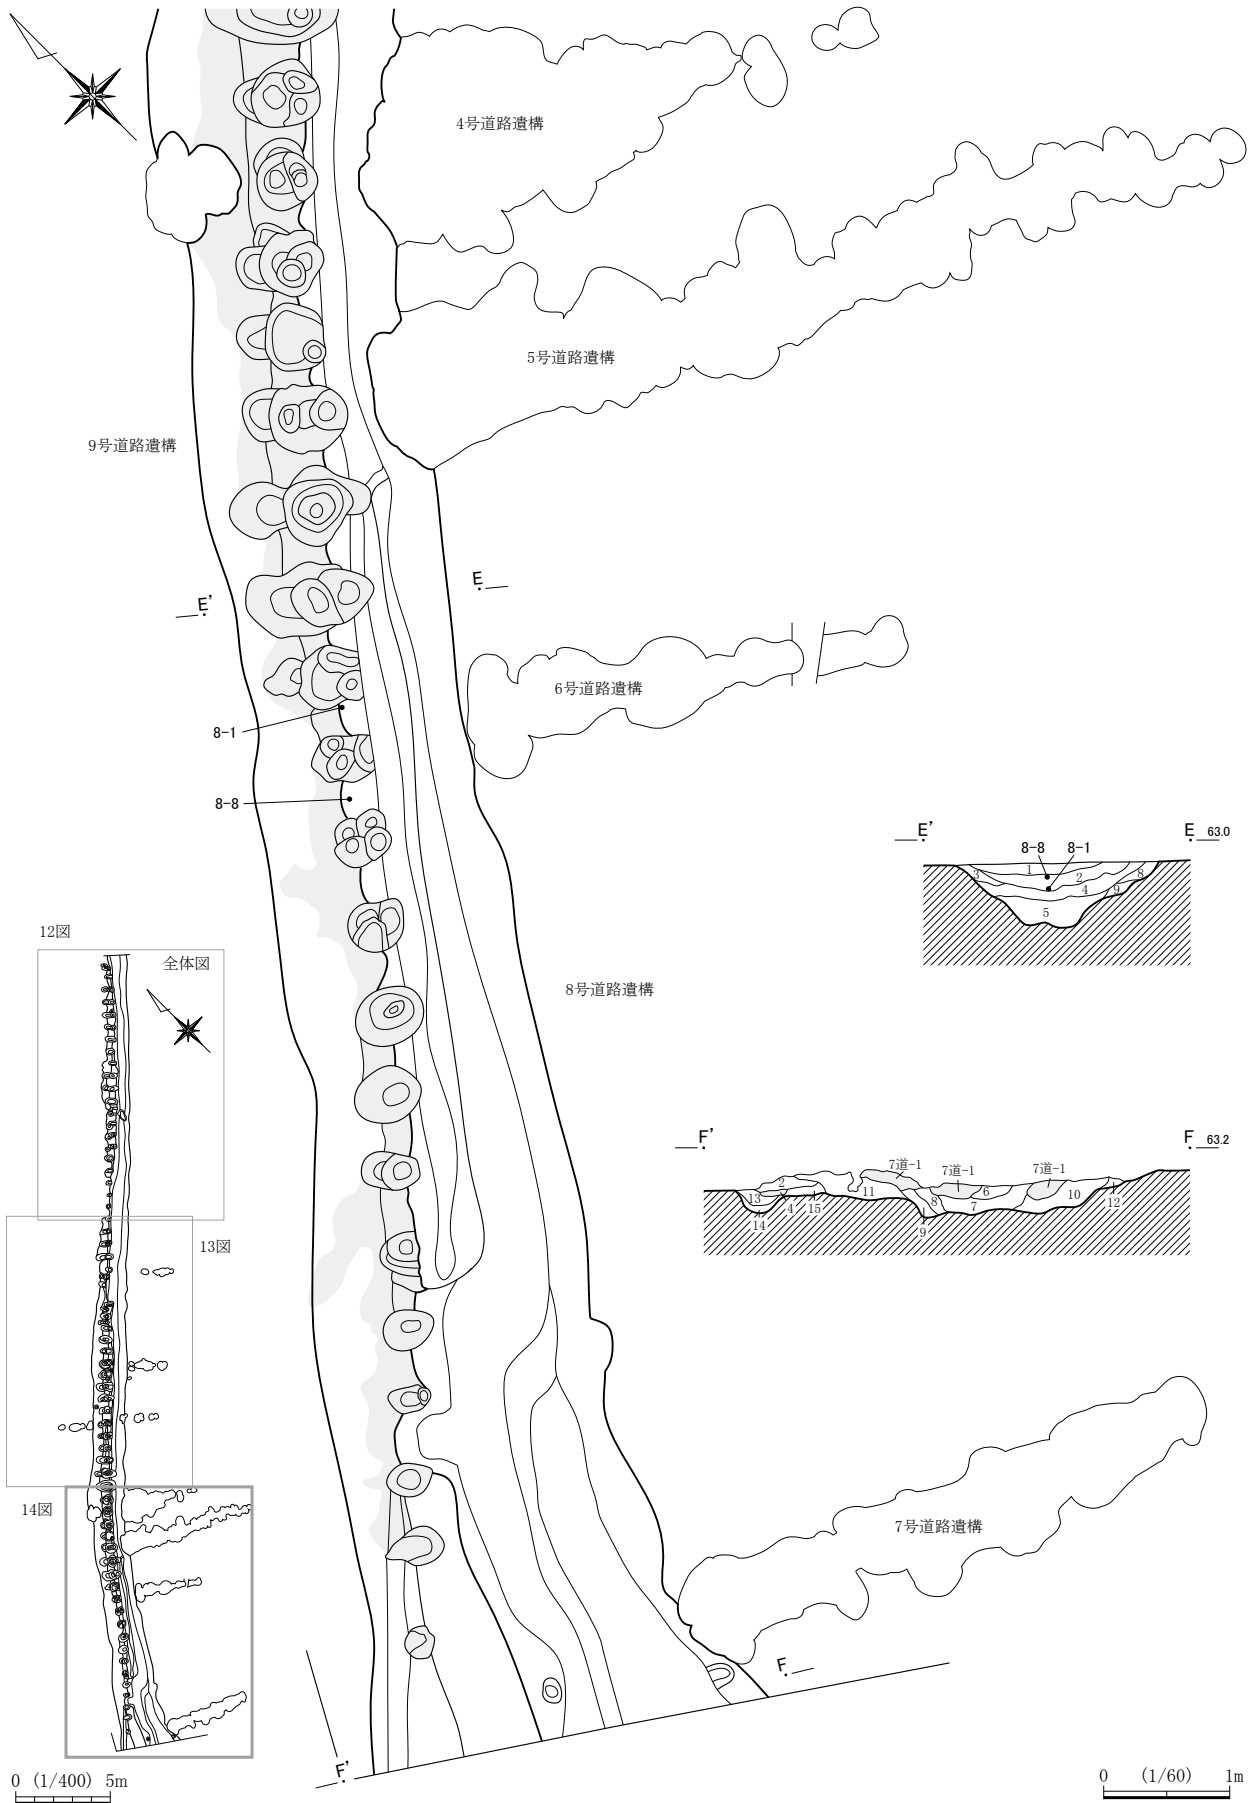 4号道路遺構
5号道路遺構
9号道路遺構
E
E’
6号道路遺構
8-1
8-8
E’
E 63.0
8-8 8-1
1
2
3
8
4
9
5
12図
全体図
8号道路遺構
F’
F 63.2
7道-1
7道-1
7道-1
2
6
13
11
10
8
7
4
15
12
14
9
13図
14図
7号道路遺構
F
F’
0 (1/400) 5m
0 (1/60) 1m